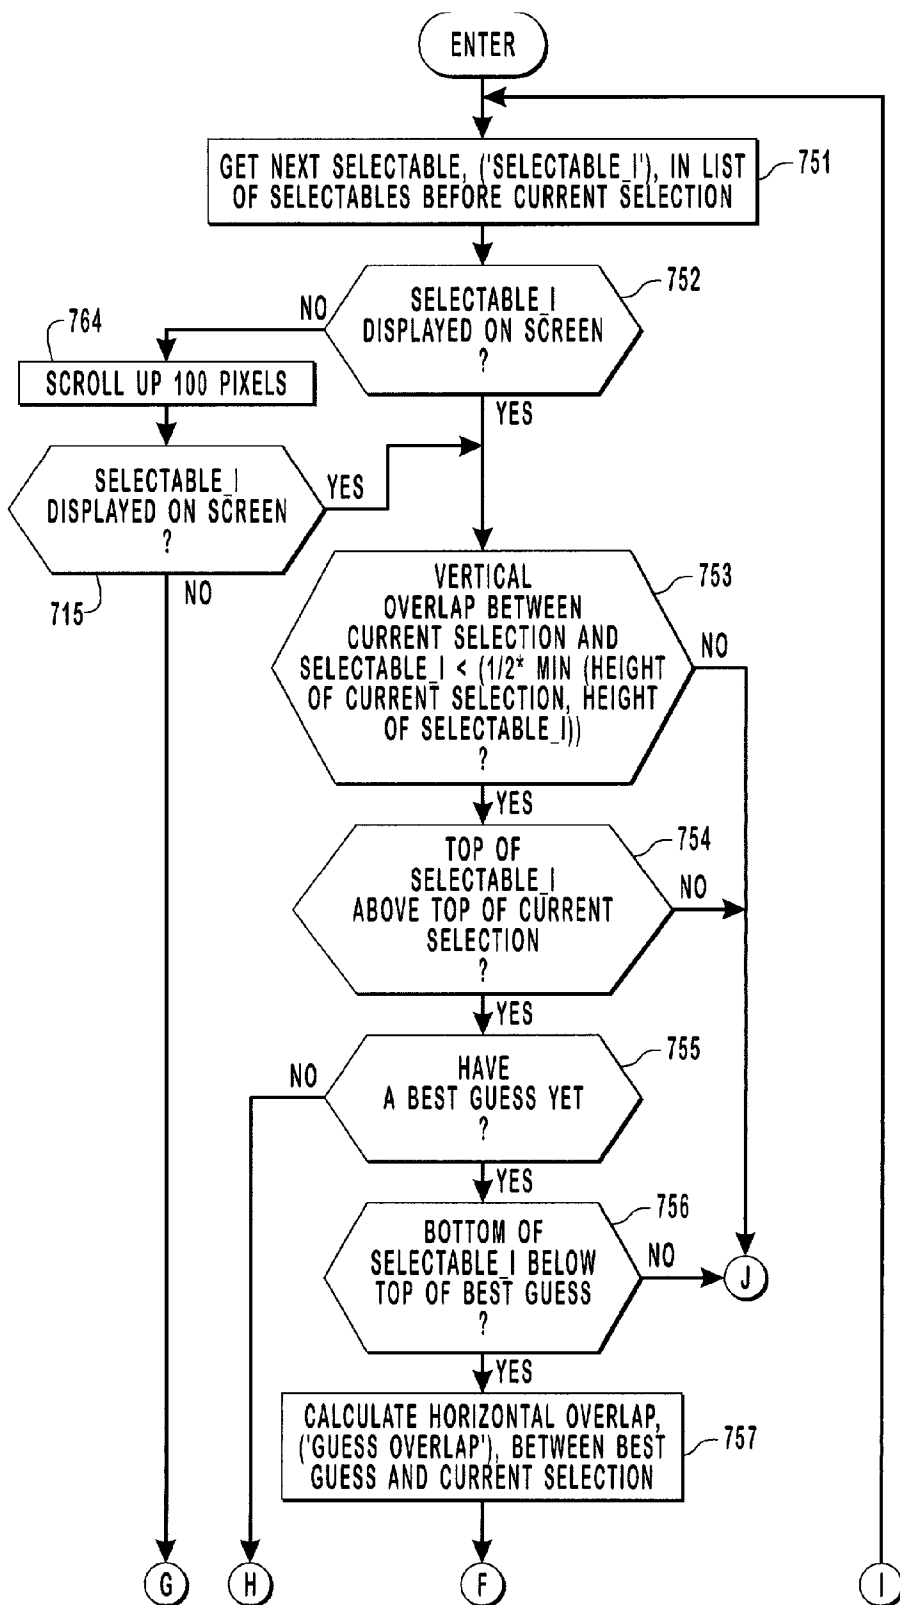 ENTER
GET NEXT SELECTABLE, ('SELECTABLE_I'), IN LIST
OF SELECTABLES BEFORE CURRENT SELECTION
751
SELECTABLE_I
DISPLAYED ON SCREEN
?
752
NO
YES
764
SCROLL UP 100 PIXELS
SELECTABLE_I
DISPLAYED ON SCREEN
?
YES
NO
715
VERTICAL
OVERLAP BETWEEN
CURRENT SELECTION AND
SELECTABLE_I < (1/2* MIN (HEIGHT
OF CURRENT SELECTION, HEIGHT
OF SELECTABLE_I))
?
753
NO
YES
TOP OF
SELECTABLE_I
ABOVE TOP OF CURRENT
SELECTION
?
754
NO
YES
HAVE
A BEST GUESS YET
?
755
NO
YES
BOTTOM OF
SELECTABLE_I BELOW
TOP OF BEST GUESS
?
756
NO
J
YES
CALCULATE HORIZONTAL OVERLAP,
('GUESS OVERLAP'), BETWEEN BEST
GUESS AND CURRENT SELECTION
757
G
H
F
I